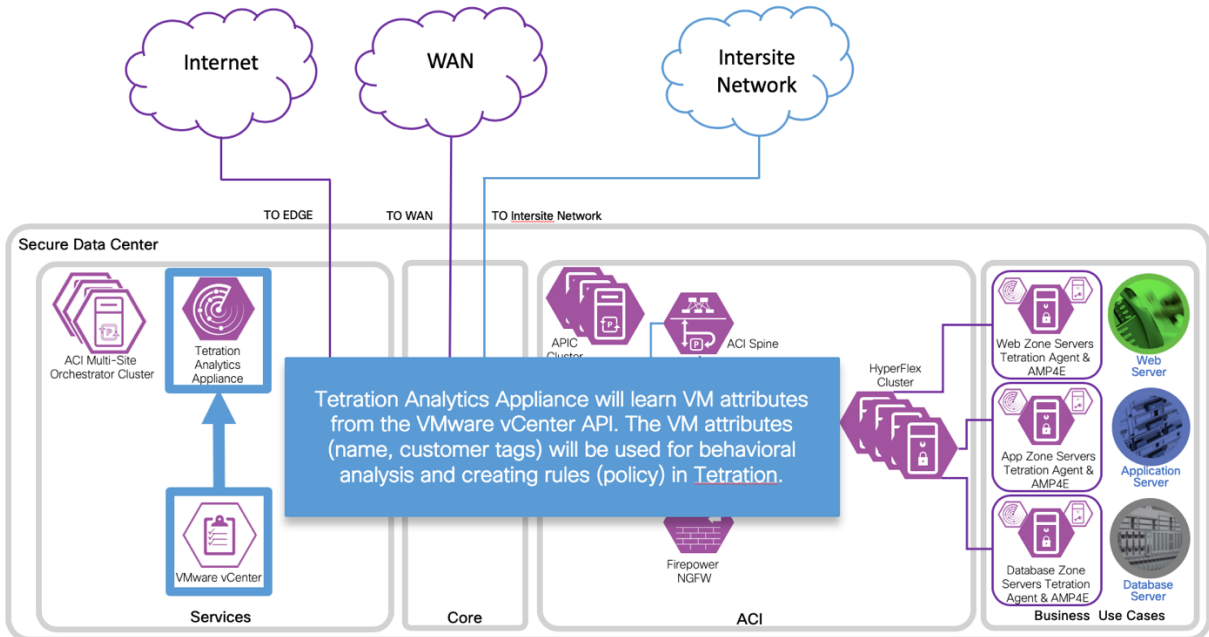 Internet
WAN
Intersite
Network
TO EDGE
TO WAN
TO Intersite Network
Secure Data Center
ACI Multi-Site
Orchestrator Cluster
Tetration
Analytics
Appliance
VMware vCenter
Services
Core
APIC
Cluster
P
ACI Spine
Tetration Analytics Appliance will learn VM attributes
from the VMware vCenter API. The VM attributes
(name, customer tags) will be used for behavioral
analysis and creating rules (policy) in Tetration.
Firepower
NGFW
ACI
HyperFlex
Cluster
Web Zone Servers
Tetration Agent &
AMP4E
Web
Server
App Zone Servers
Tetration Agent &
AMP4E
Application
Server
Database Zone
Servers Tetration
Agent & AMP4E
Database
Server
Business Use Cases